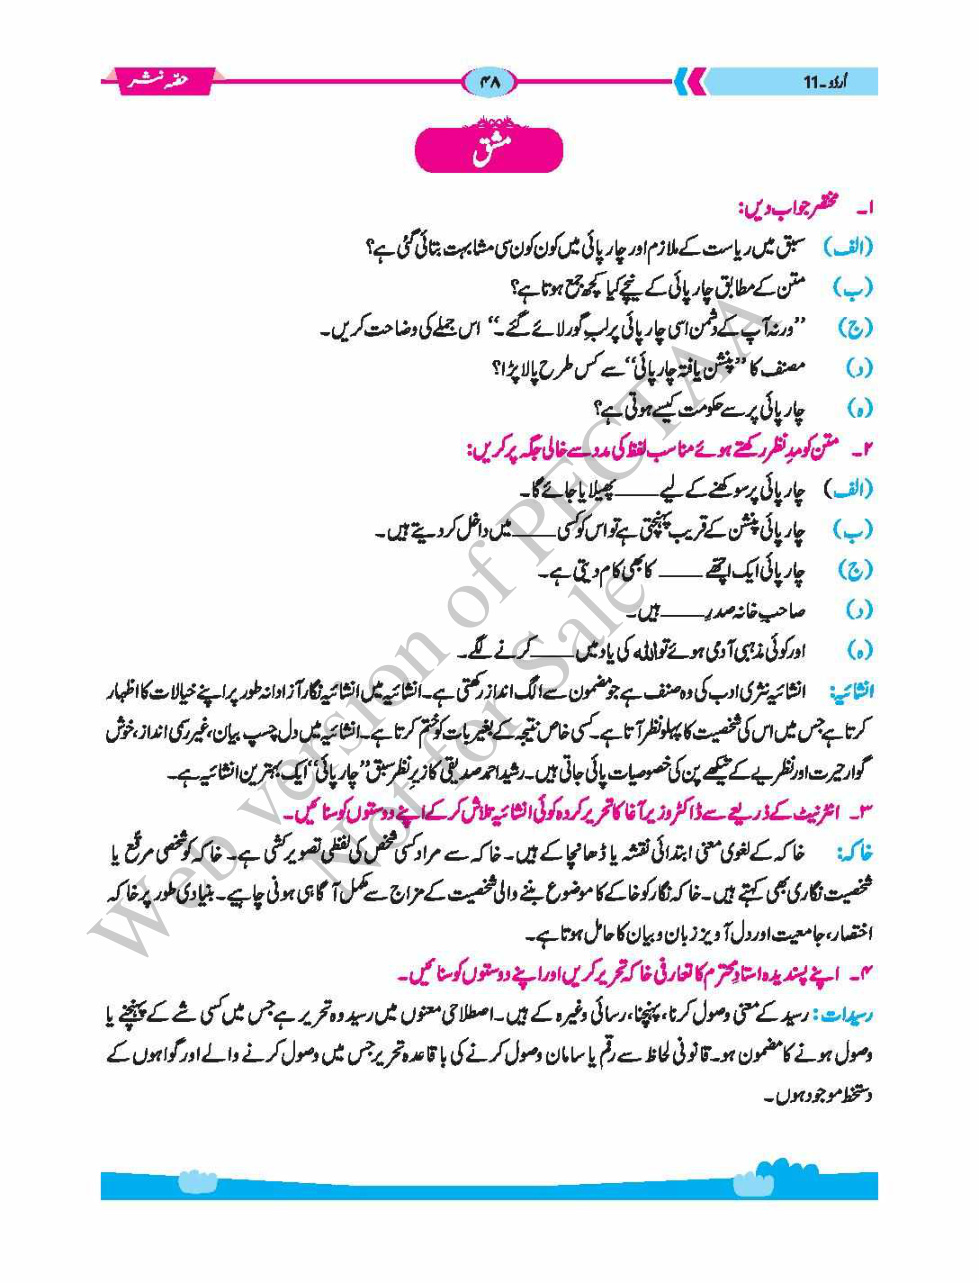 اُردو۔11
۴۸
حصّہ نثر
مشق
۱۔ مختصر جواب دیں:
(الف) سبق میں ریاست کے ملازم اور چارپائی میں کون کون سی مشابہت بتائی گئی ہے؟
(ب) متن کے مطابق چارپائی کے نیچے کیا کچھ جمع ہوتا ہے؟
(ج) ”ورنہ آپ کے دشمن اسی چارپائی پر لبِ گور لائے گئے۔“ اس جملے کی وضاحت کریں۔
(د) مصنف کا ”پنشن یافتہ چارپائی“ سے کس طرح پالا پڑا؟
(ہ) چارپائی پر سے حکومت کیسے ہوتی ہے؟
۲۔ متن کو مدِ نظر رکھتے ہوئے مناسب لفظ کی مدد سے خالی جگہ پر کریں:
(الف) چارپائی پر سوکھنے کے لیے ____ پھیلایا جائے گا۔
(ب) چارپائی پنشن کے قریب پہنچتی ہے تو اس کو کسی ____ میں داخل کر دیتے ہیں۔
(ج) چارپائی ایک اچھے ____ کا بھی کام دیتی ہے۔
(د) صاحبِ خانہ صدرِ ____ ہیں۔
(ہ) اور کوئی مذہبی آدمی ہوئے تو اللہ کی یاد میں ____ کرنے لگے۔
انشائیہ: انشائیہ نثری ادب کی وہ صنف ہے جو مضمون سے الگ انداز رکھتی ہے۔ انشائیہ میں انشائیہ نگار آزادانہ طور پر اپنے خیالات کا اظہار
کرتا ہے جس میں اس کی شخصیت کا پہلو نظر آتا ہے۔ کسی خاص نتیجہ کے بغیر بات کو ختم کرتا ہے۔ انشائیہ میں دل چسپ بیان، غیر رسمی انداز، خوش
گوار حیرت اور نظریے کے تیکھے پن کی خصوصیات پائی جاتی ہیں۔ رشید احمد صدیقی کا زیرِ نظر سبق ”چارپائی“ ایک بہترین انشائیہ ہے۔
۳۔ انٹرنیٹ کے ذریعے سے ڈاکٹر وزیر آغا کا تحریر کردہ کوئی انشائیہ تلاش کر کے اپنے دوستوں کو سنائیں۔
خاکہ: خاکہ کے لغوی معنی ابتدائی نقشہ یا ڈھانچا کے ہیں۔ خاکہ سے مراد کسی شخص کی لفظی تصویر کشی ہے۔ خاکہ کو شخصی مرقع یا
شخصیت نگاری بھی کہتے ہیں۔ خاکہ نگار کو خاکے کا موضوع بننے والی شخصیت کے مزاج سے مکمل آگاہی ہونی چاہیے۔ بنیادی طور پر خاکہ
اختصار، جامعیت اور دل آویز زبان و بیان کا حامل ہوتا ہے۔
۴۔ اپنے پسندیدہ استادِ محترم کا تعارفی خاکہ تحریر کریں اور اپنے دوستوں کو سنائیں۔
رسیدات: رسید کے معنی وصول کرنا، پہنچنا، رسائی وغیرہ کے ہیں۔ اصطلاحی معنوں میں رسید وہ تحریر ہے جس میں کسی شے کے پہنچنے یا
وصول ہونے کا مضمون ہو۔ قانونی لحاظ سے رقم یا سامان وصول کرنے کی باقاعدہ تحریر جس میں وصول کرنے والے اور گواہوں کے
دستخط موجود ہوں۔
Web version of PECTAA
Not for Sale